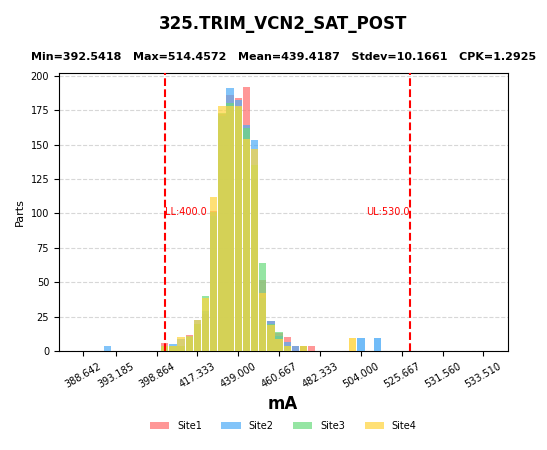 325.TRIM_VCN2_SAT_POST
Min=392.5418 Max=514.4572 Mean=439.4187 Stdev=10.1661 CPK=1.2925
200
175
150
125
100
75
50
25
0
Parts
LL:400.0
UL:530.0
388.642 393.185 398.864 417.333 439.000 460.667 482.333 504.000 525.667 531.560 533.510
mA
Site1 Site2 Site3 Site4